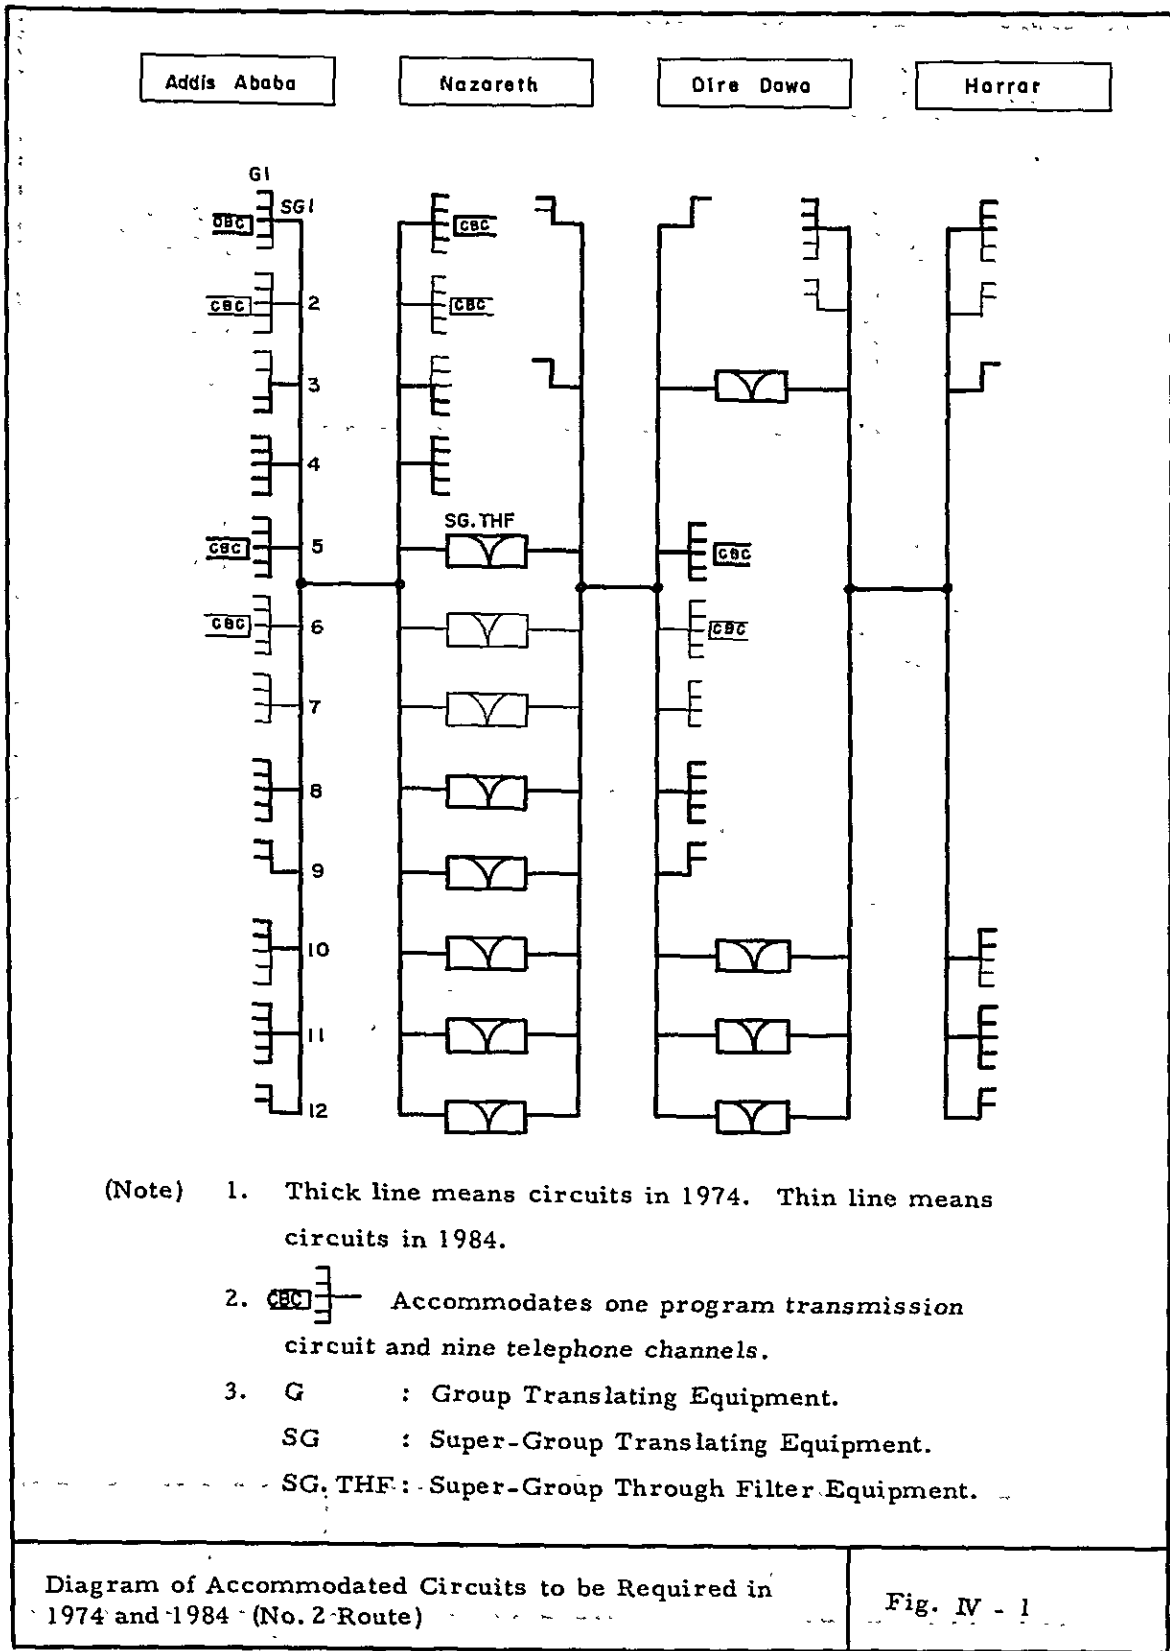 Addis Ababa Nazareth Dire Dawa Harrar
G1
SG1
OBC CBC
CBC 2 CBC
3
4
SG.THF
CBC 5 CBC
CBC 6 CBC
7
8
9
10
11
12
(Note) 1. Thick line means circuits in 1974. Thin line means
circuits in 1984.
2. CBC Accommodates one program transmission
circuit and nine telephone channels.
3. G : Group Translating Equipment.
SG : Super-Group Translating Equipment.
SG. THF : Super-Group Through Filter Equipment.
Diagram of Accommodated Circuits to be Required in
1974 and 1984 (No. 2 Route)
Fig. IV - 1